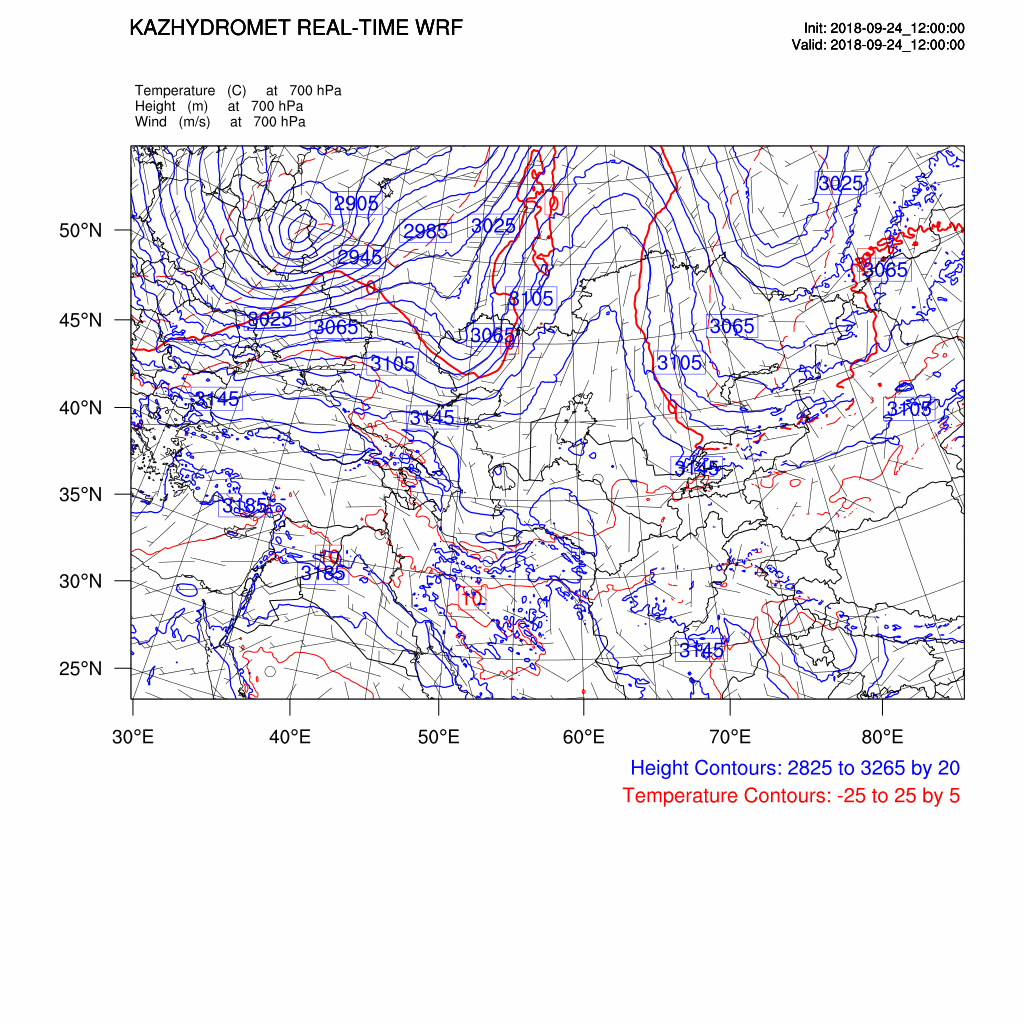 KAZHYDROMET REAL-TIME WRF
Init: 2018-09-24_12:00:00
Valid: 2018-09-24_12:00:00
Temperature (C) at 700 hPa
Height (m) at 700 hPa
Wind (m/s) at 700 hPa
3025
2905
3025
2985
50°N
2945
3065
0
0
0
3105
3025
3065
45°N
3065
3065
0
3105
3105
3145
40°N
0
3105
3145
3145
35°N
3185
10
3185
30°N
10
3145
25°N
30°E
40°E
50°E
60°E
70°E
80°E
Height Contours: 2825 to 3265 by 20
Temperature Contours: -25 to 25 by 5